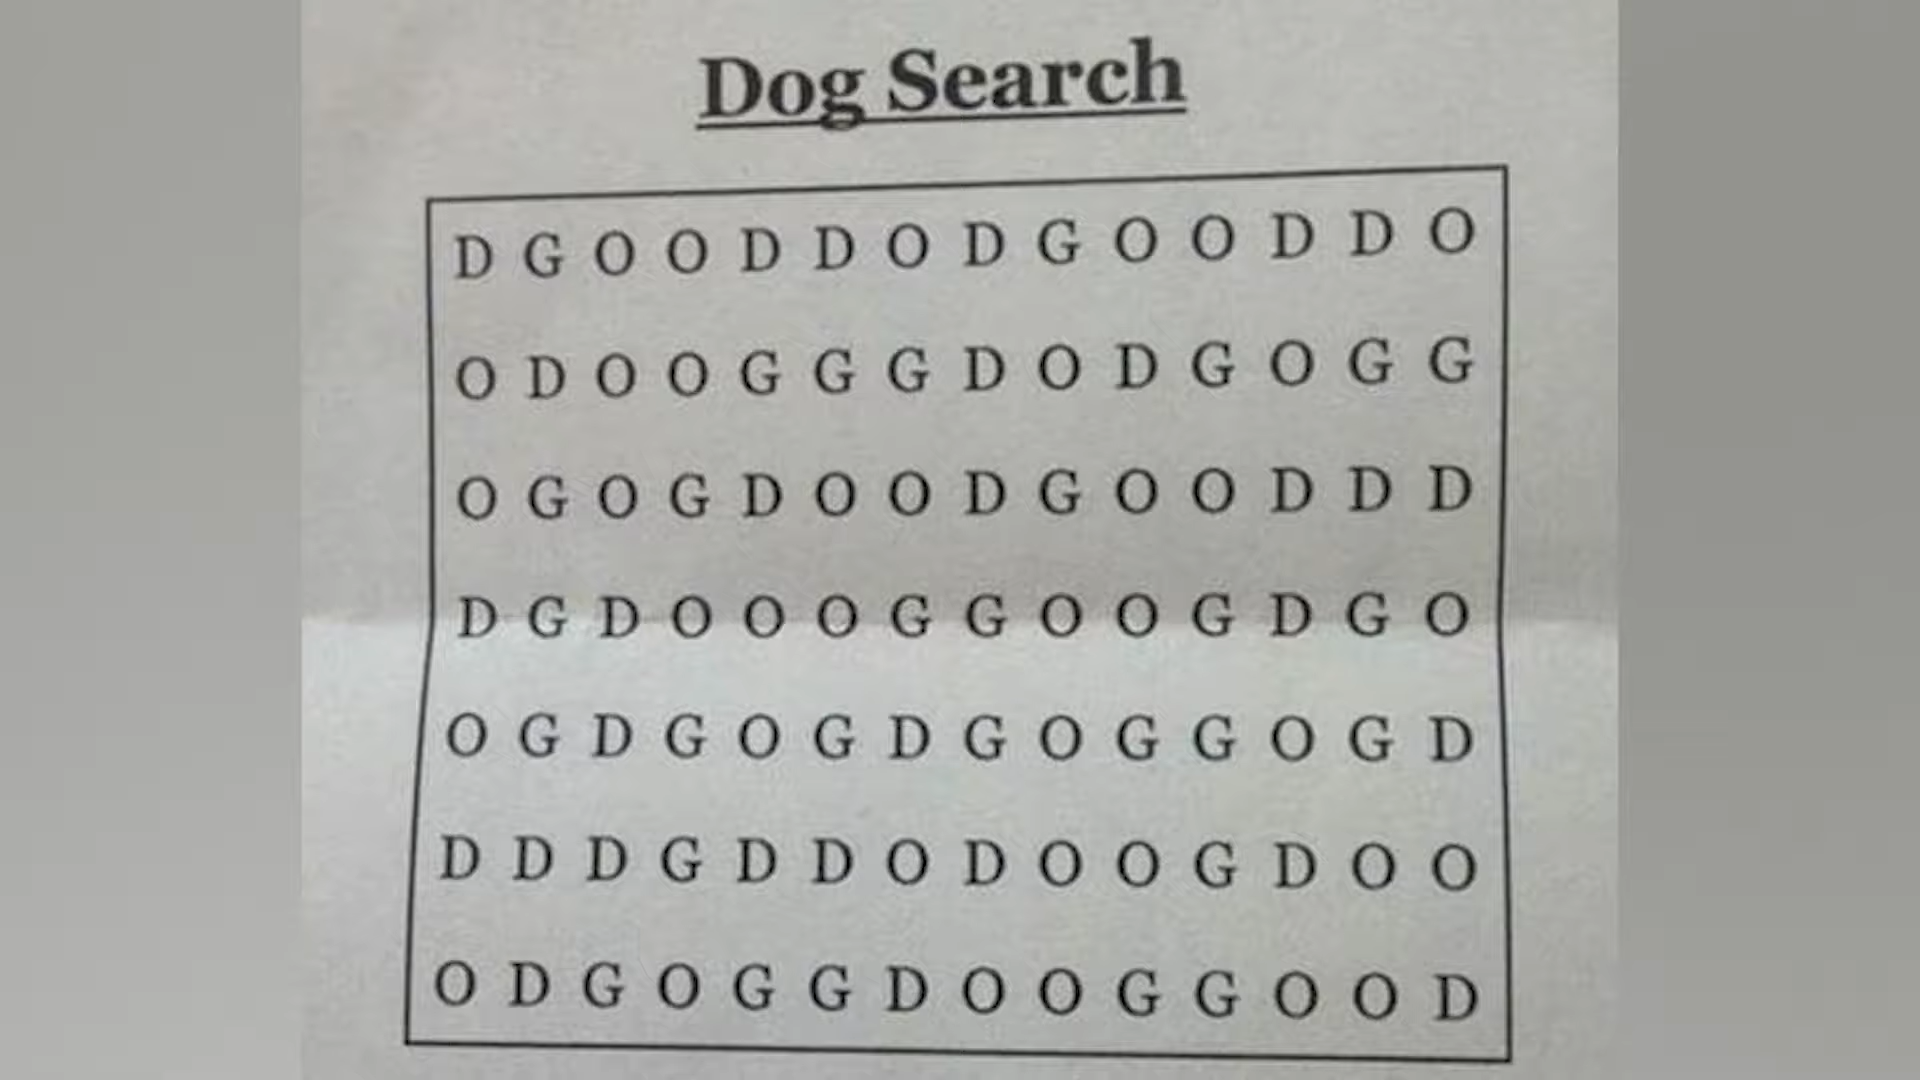 Dog Search
D G O O D D O D G O O D D O
O D O O G G G D O D G O G G
O G O G D O O D G O O D D D
D G D O O O G G O O G D G O
O G D G O G D G O G G O G D
D D D G D D O D O O G D O O
O D G O G G D O O G G O O D